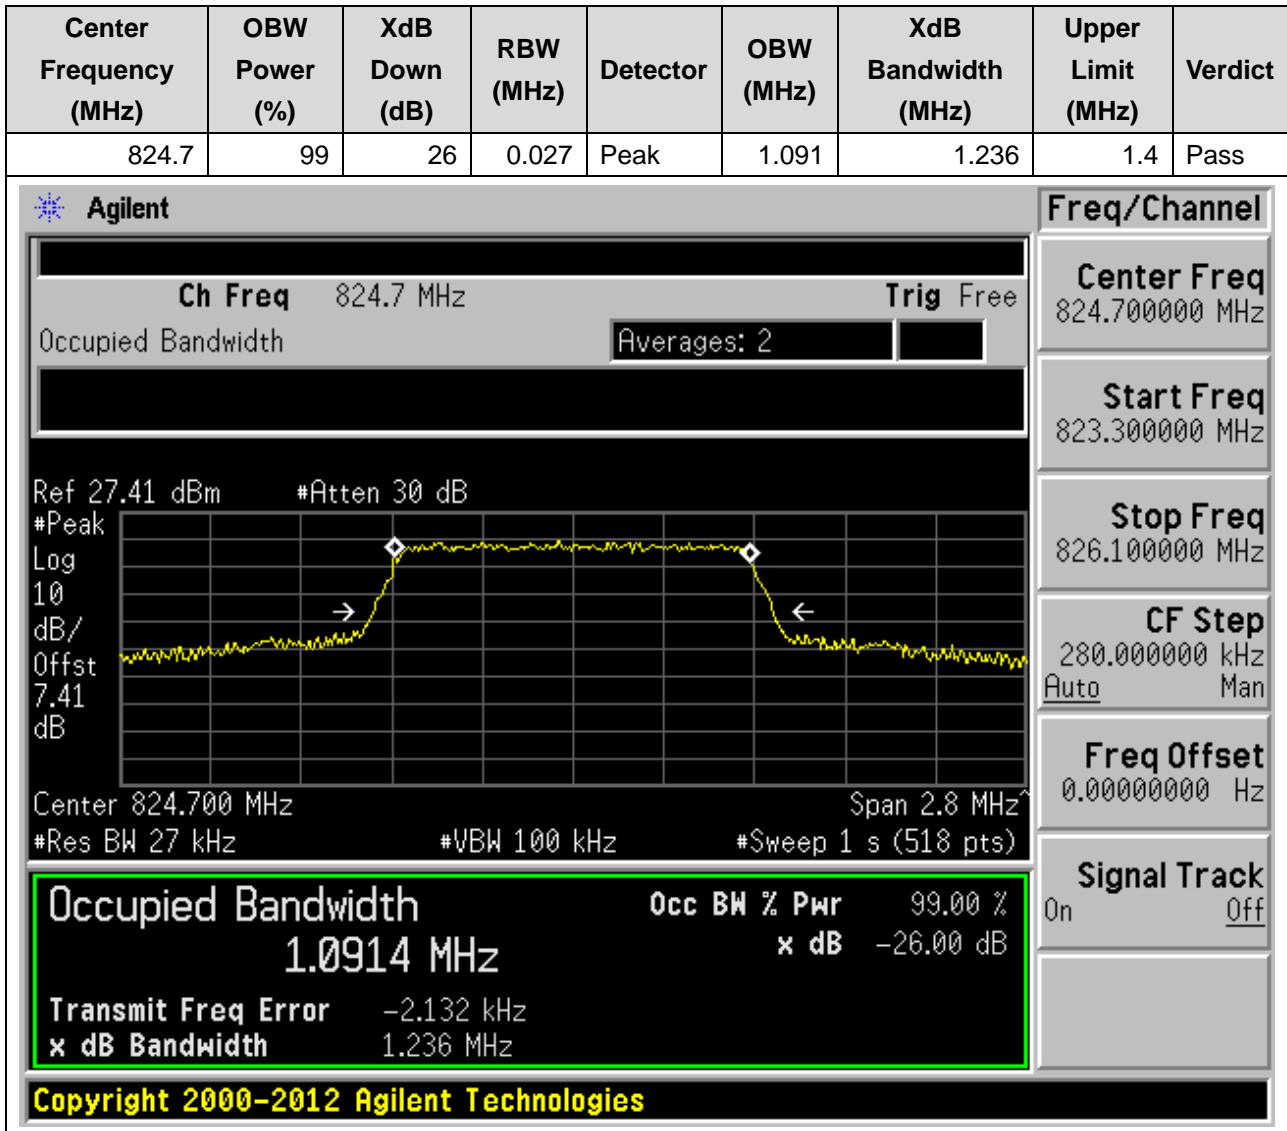 Center Frequency (MHz) OBW Power (%) XdB Down (dB) RBW (MHz) Detector OBW (MHz) XdB Bandwidth (MHz) Upper Limit (MHz) Verdict
824.7 99 26 0.027 Peak 1.091 1.236 1.4 Pass
Agilent
Freq/Channel
Ch Freq 824.7 MHz Trig Free
Occupied Bandwidth Averages: 2
Ref 27.41 dBm #Atten 30 dB
#Peak
Log
10
dB/
Offst
7.41
dB
Center 824.700 MHz Span 2.8 MHz^
#Res BW 27 kHz #VBW 100 kHz #Sweep 1 s (518 pts)
Occupied Bandwidth Occ BW % Pwr 99.00 %
1.0914 MHz x dB -26.00 dB
Transmit Freq Error -2.132 kHz
x dB Bandwidth 1.236 MHz
Center Freq
824.700000 MHz
Start Freq
823.300000 MHz
Stop Freq
826.100000 MHz
CF Step
280.000000 kHz
Auto Man
Freq Offset
0.00000000 Hz
Signal Track
On Off
Copyright 2000-2012 Agilent Technologies